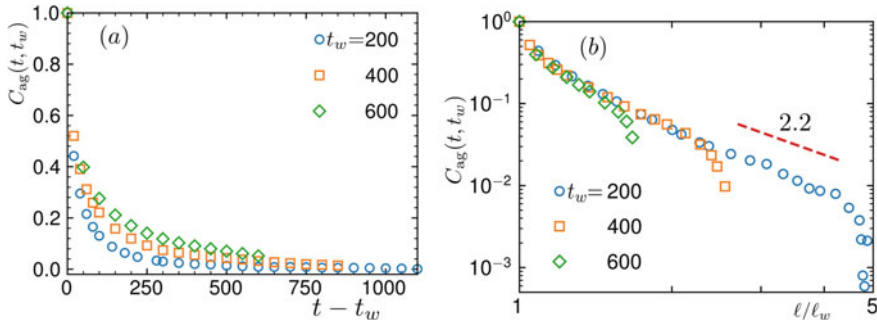 (a)
C_ag(t, t_w)
1.0
0.8
0.6
0.4
0.2
0.0
t_w=200
400
600
0
250
500
750
1000
t − t_w
(b)
C_ag(t, t_w)
10^0
10^−1
10^−2
10^−3
2.2
t_w=200
400
600
1
5
ℓ/ℓ_w